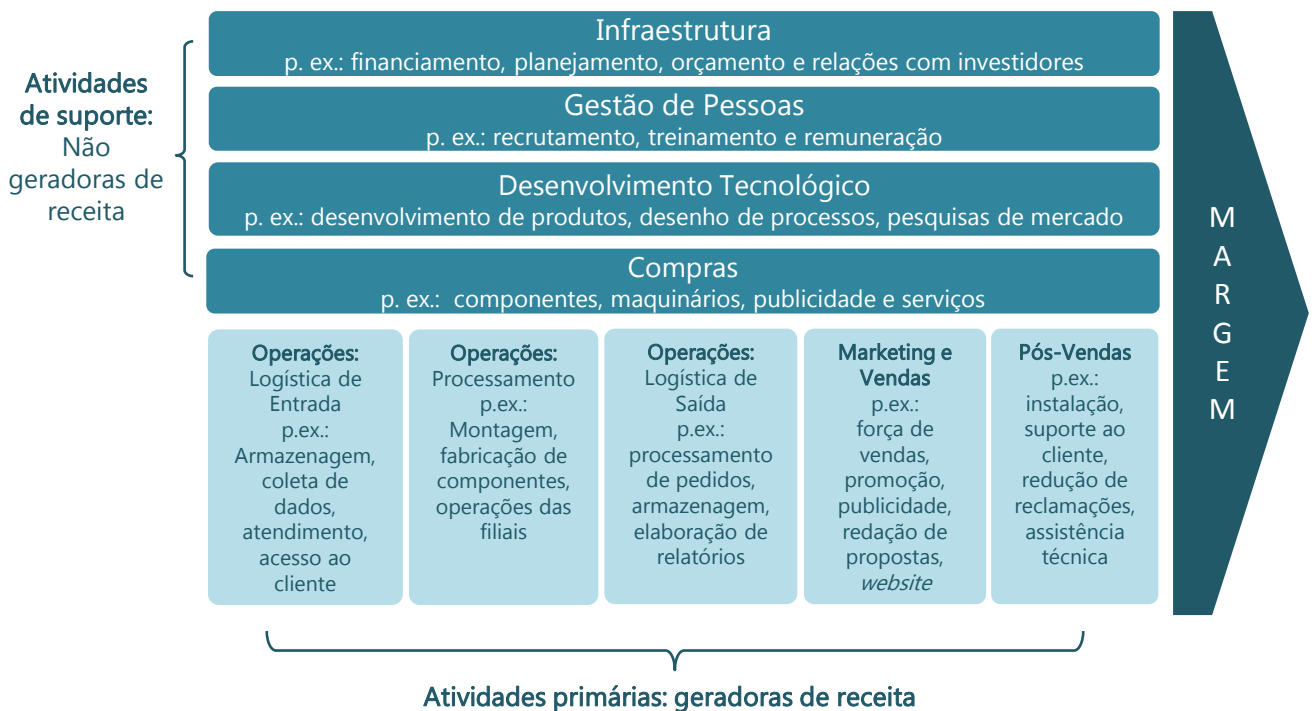 Infraestrutura
p. ex.: financiamento, planejamento, orçamento e relações com investidores
Atividades
de suporte:
Não
geradoras de
receita
Gestão de Pessoas
p. ex.: recrutamento, treinamento e remuneração
Desenvolvimento Tecnológico
p. ex.: desenvolvimento de produtos, desenho de processos, pesquisas de mercado
Compras
p. ex.: componentes, maquinários, publicidade e serviços
Operações:
Logística de
Entrada
p.ex.:
Armazenagem,
coleta de
dados,
atendimento,
acesso ao
cliente
Operações:
Processamento
p.ex.:
Montagem,
fabricação de
componentes,
operações das
filiais
Operações:
Logística de
Saída
p.ex.:
processamento
de pedidos,
armazenagem,
elaboração de
relatórios
Marketing e
Vendas
p.ex.:
força de
vendas,
promoção,
publicidade,
redação de
propostas,
website
Pós-Vendas
p.ex.:
instalação,
suporte ao
cliente,
redução de
reclamações,
assistência
técnica
M
A
R
G
E
M
Atividades primárias: geradoras de receita